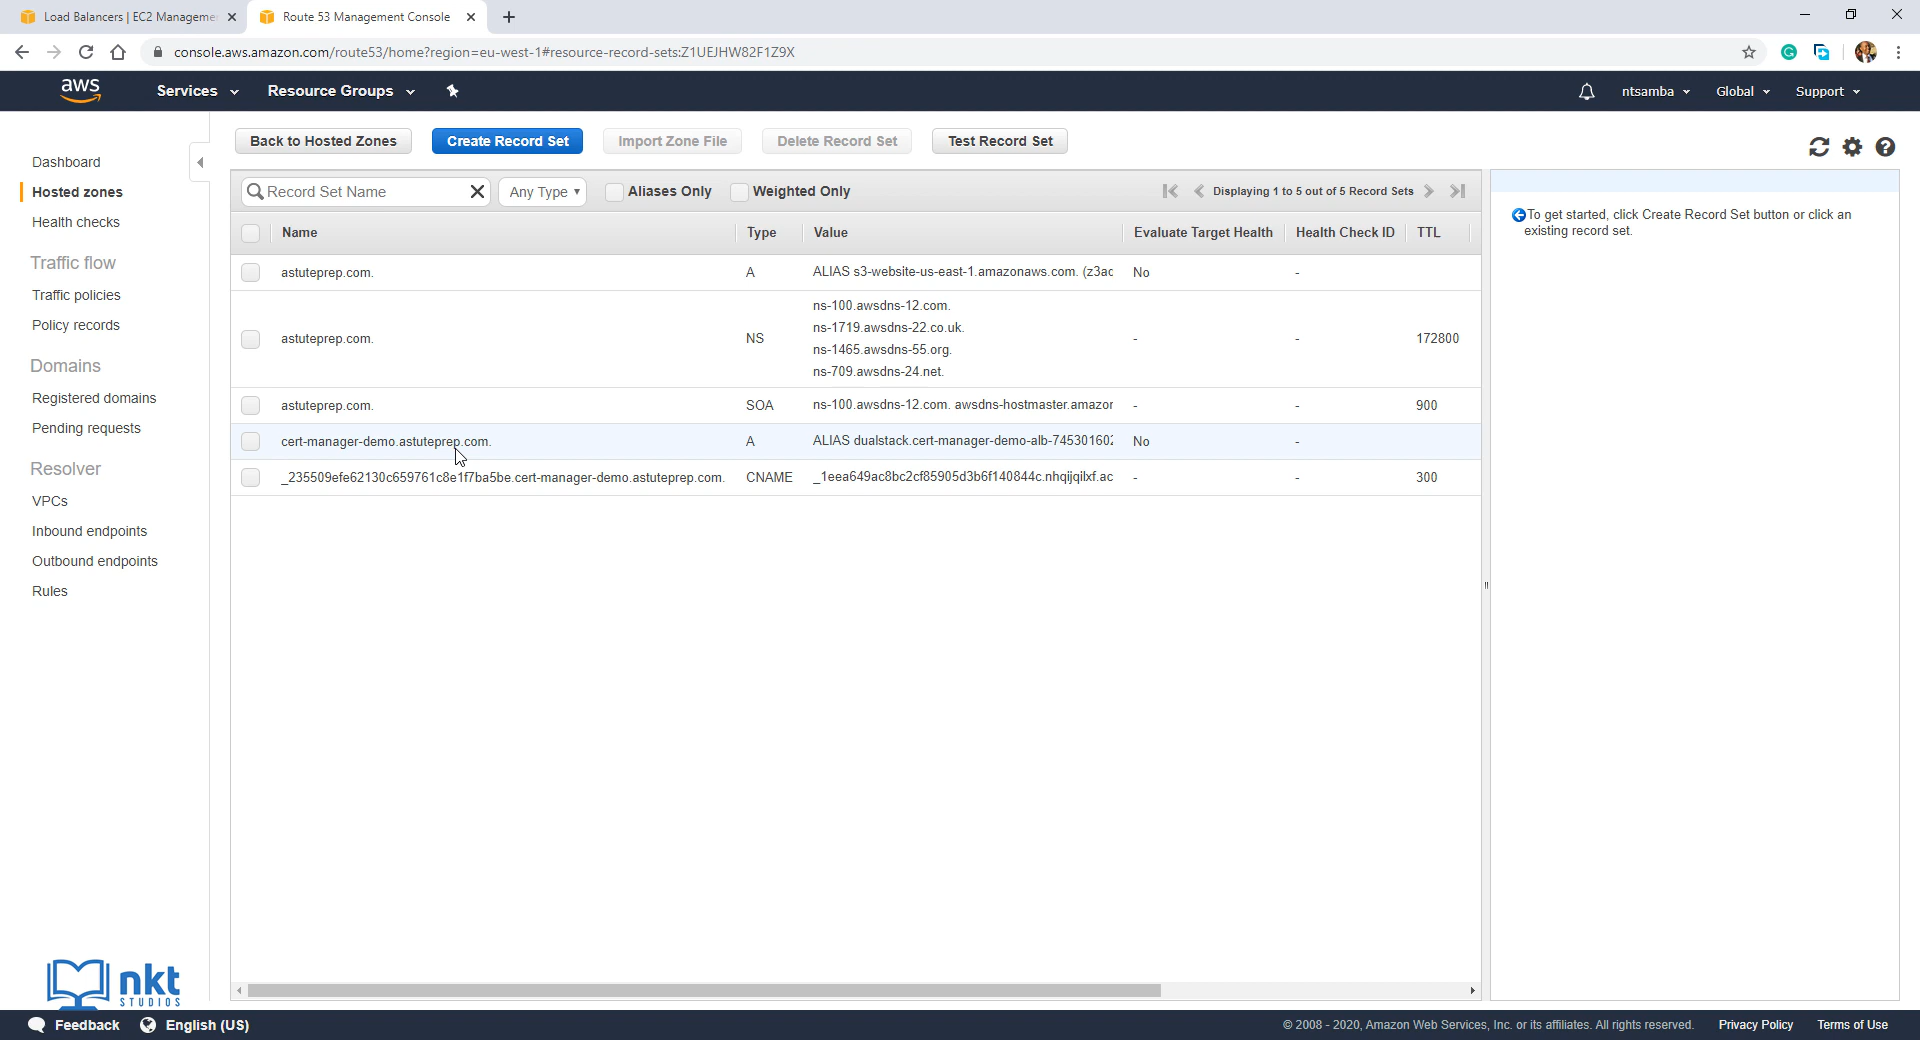 Load Balancers | EC2 Manageme
Route 53 Management Console
console.aws.amazon.com/route53/home?region=eu-west-1#resource-record-sets:Z1UEJHW82F1Z9X
aws
Services
Resource Groups
ntsamba
Global
Support
Dashboard
Hosted zones
Health checks
Traffic flow
Traffic policies
Policy records
Domains
Registered domains
Pending requests
Resolver
VPCs
Inbound endpoints
Outbound endpoints
Rules
Back to Hosted Zones
Create Record Set
Import Zone File
Delete Record Set
Test Record Set
Record Set Name
Any Type
Aliases Only
Weighted Only
Displaying 1 to 5 out of 5 Record Sets
Name Type Value Evaluate Target Health Health Check ID TTL
astuteprep.com. A ALIAS s3-website-us-east-1.amazonaws.com. (z3ac No -
astuteprep.com. NS
ns-100.awsdns-12.com.
ns-1719.awsdns-22.co.uk.
ns-1465.awsdns-55.org.
ns-709.awsdns-24.net.
- - 172800
astuteprep.com. SOA ns-100.awsdns-12.com. awsdns-hostmaster.amazor - - 900
cert-manager-demo.astuteprep.com. A ALIAS dualstack.cert-manager-demo-alb-745301602 No -
_235509efe62130c659761c8e1f7ba5be.cert-manager-demo.astuteprep.com. CNAME _1eea649ac8bc2cf85905d3b6f140844c.nhqijqilxf.ac - - 300
To get started, click Create Record Set button or click an
existing record set.
nkt
STUDIOS
Feedback
English (US)
© 2008 - 2020, Amazon Web Services, Inc. or its affiliates. All rights reserved.
Privacy Policy
Terms of Use